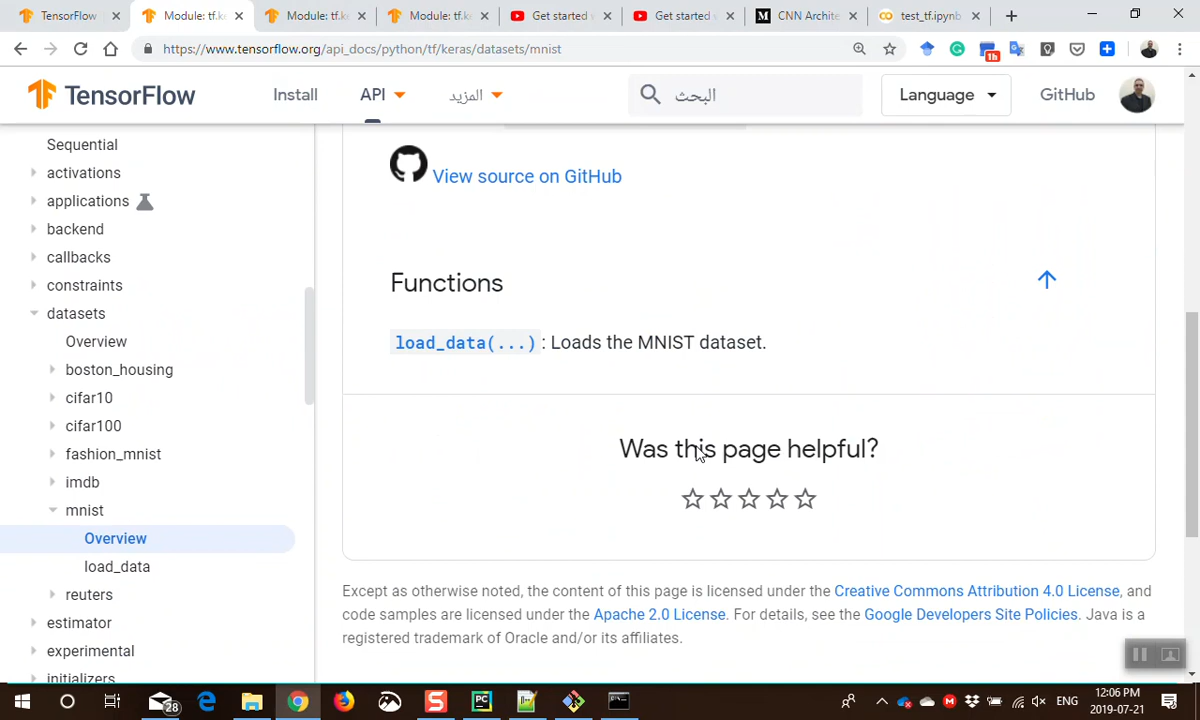 TensorFlow
Module: tf.k
Module: tf.k
Module: tf.k
Get started
Get started
CNN Archite
test_tf.ipynb
https://www.tensorflow.org/api_docs/python/tf/keras/datasets/mnist
1h
TensorFlow
Install
API
المزيد
البحث
Language
GitHub
Sequential
activations
applications
backend
callbacks
constraints
datasets
Overview
boston_housing
cifar10
cifar100
fashion_mnist
imdb
mnist
Overview
load_data
reuters
estimator
experimental
initializers
View source on GitHub
Functions
load_data(...): Loads the MNIST dataset.
Was this page helpful?
Except as otherwise noted, the content of this page is licensed under the Creative Commons Attribution 4.0 License, and
code samples are licensed under the Apache 2.0 License. For details, see the Google Developers Site Policies. Java is a
registered trademark of Oracle and/or its affiliates.
28
ENG
12:06 PM
2019-07-21